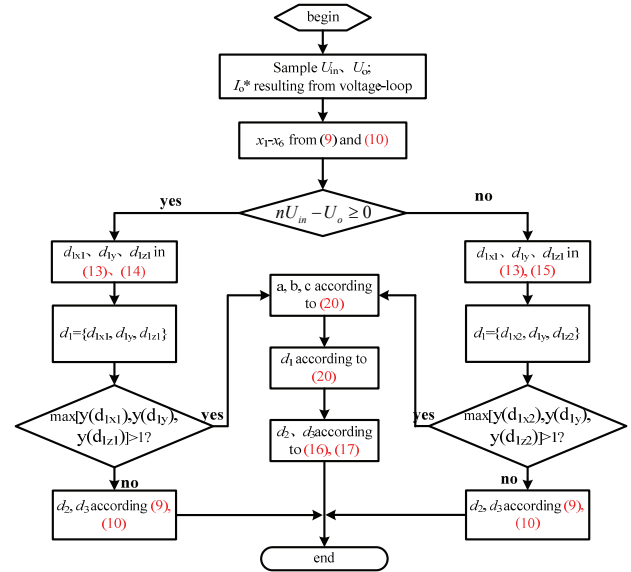 begin
Sample Uin、Uo;
Io* resulting from voltage-loop
x1-x6 from (9) and (10)
nUin − Uo ≥ 0
yes
no
d1x1、d1y、d1z1 in
(13)、(14)
d1={d1x1, d1y, d1z1}
max[y(d1x1),y(d1y),
y(d1z1)]>1?
yes
no
d2, d3 according (9),
(10)
a, b, c according
to (20)
d1 according to
(20)
d2、d3according
to (16), (17)
d1x1、d1y、d1z1 in
(13), (15)
d1={d1x2, d1y, d1z2}
max[y(d1x2),y(d1y),
y(d1z2)]>1?
yes
no
d2, d3 according (9),
(10)
end